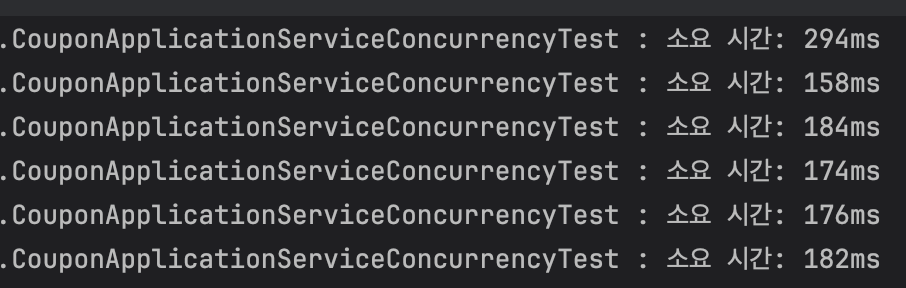 .CouponApplicationServiceConcurrencyTest : 소요 시간: 294ms
.CouponApplicationServiceConcurrencyTest : 소요 시간: 158ms
.CouponApplicationServiceConcurrencyTest : 소요 시간: 184ms
.CouponApplicationServiceConcurrencyTest : 소요 시간: 174ms
.CouponApplicationServiceConcurrencyTest : 소요 시간: 176ms
.CouponApplicationServiceConcurrencyTest : 소요 시간: 182ms